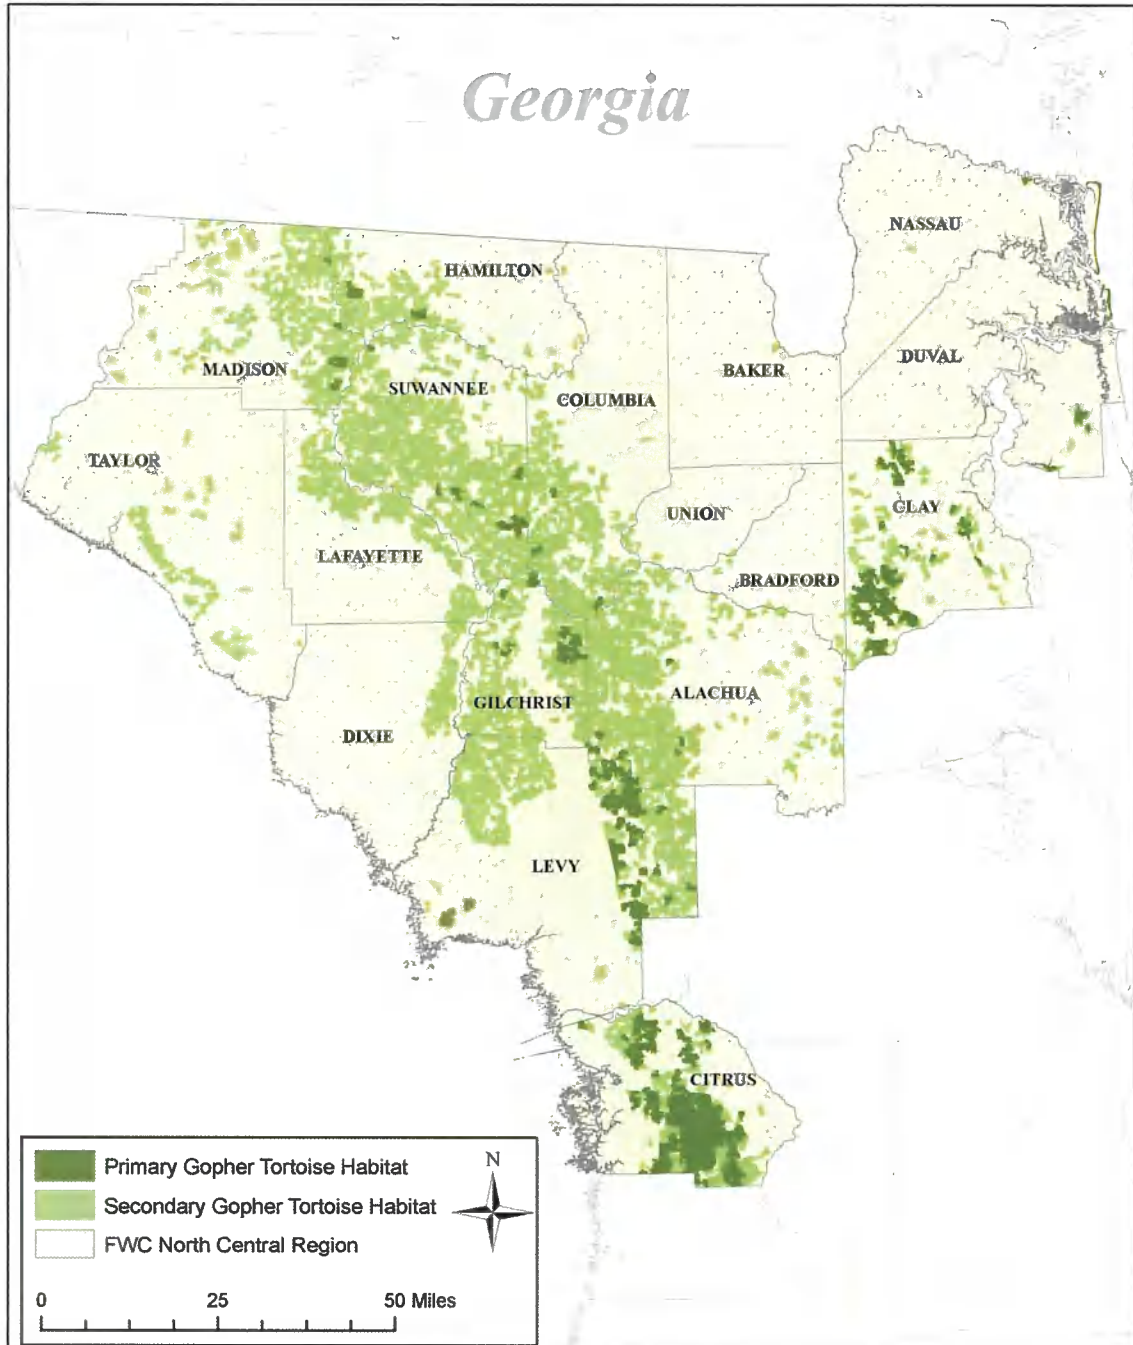 Georgia
NASSAU
HAMILTON
DUVAL
MADISON
BAKER
SUWANNEE
COLUMBIA
TAYLOR
CLAY
UNION
LAFAYETTE
BRADFORD
ALACHUA
GILCHRIST
DIXIE
LEVY
CITRUS
Primary Gopher Tortoise Habitat
N
Secondary Gopher Tortoise Habitat
FWC North Central Region
0 25 50 Miles